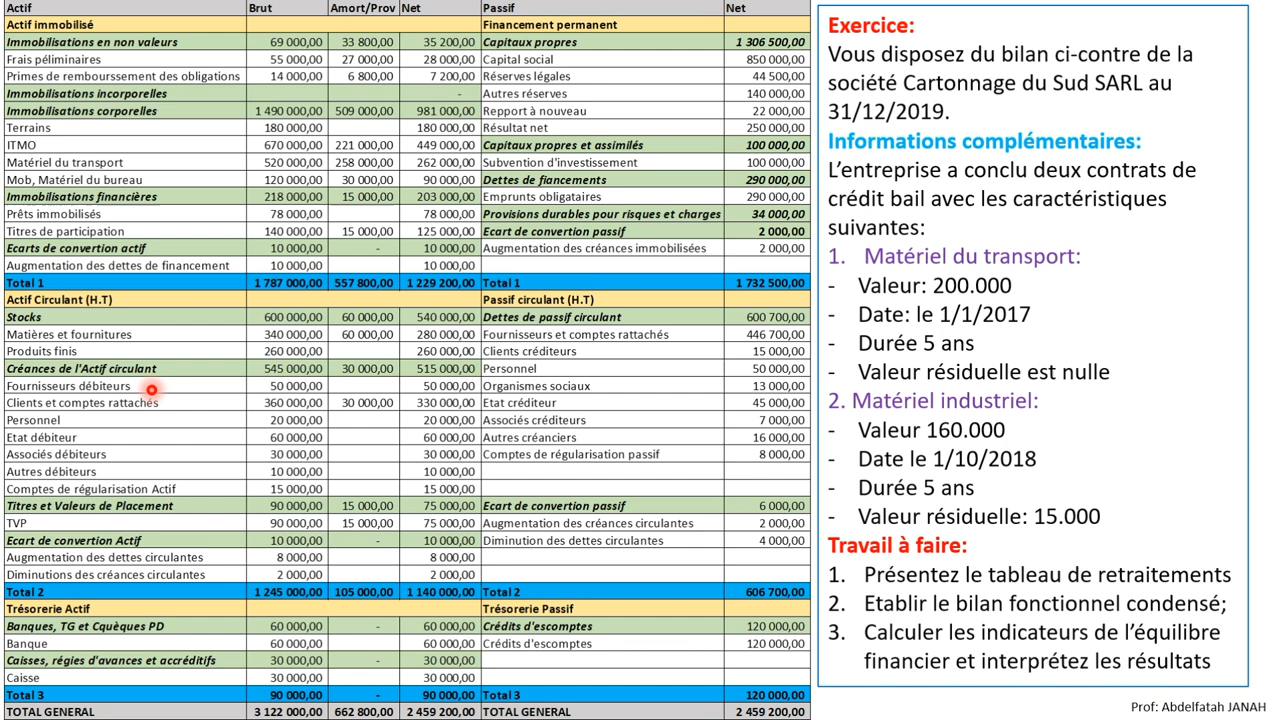 Actif Brut Amort/Prov Net Passif Net
Actif immobilisé Financement permanent
Immobilisations en non valeurs 69 000,00 33 800,00 35 200,00 Capitaux propres 1 306 500,00
Frais péliminaires 55 000,00 27 000,00 28 000,00 Capital social 850 000,00
Primes de remboursement des obligations 14 000,00 6 800,00 7 200,00 Réserves légales 44 500,00
Immobilisations incorporelles - Autres réserves 140 000,00
Immobilisations corporelles 1 490 000,00 509 000,00 981 000,00 Repport à nouveau 22 000,00
Terrains 180 000,00 180 000,00 Résultat net 250 000,00
ITMO 670 000,00 221 000,00 449 000,00 Capitaux propres et assimilés 100 000,00
Matériel du transport 520 000,00 258 000,00 262 000,00 Subvention d'investissement 100 000,00
Mob, Matériel du bureau 120 000,00 30 000,00 90 000,00 Dettes de fiancements 290 000,00
Immobilisations financières 218 000,00 15 000,00 203 000,00 Emprunts obligataires 290 000,00
Prêts immobilisés 78 000,00 78 000,00 Provisions durables pour risques et charges 34 000,00
Titres de participation 140 000,00 15 000,00 125 000,00 Ecart de convertion passif 2 000,00
Ecarts de convertion actif 10 000,00 - 10 000,00 Augmentation des créances immobilisées 2 000,00
Augmentation des dettes de financement 10 000,00 10 000,00
Total 1 1 787 000,00 557 800,00 1 229 200,00 Total 1 1 732 500,00
Actif Circulant (H.T) Passif circulant (H.T)
Stocks 600 000,00 60 000,00 540 000,00 Dettes de passif circulant 600 700,00
Matières et fournitures 340 000,00 60 000,00 280 000,00 Fournisseurs et comptes rattachés 446 700,00
Produits finis 260 000,00 260 000,00 Clients créditeurs 15 000,00
Créances de l'Actif circulant 545 000,00 30 000,00 515 000,00 Personnel 50 000,00
Fournisseurs débiteurs 50 000,00 50 000,00 Organismes sociaux 13 000,00
Clients et comptes rattachés 360 000,00 30 000,00 330 000,00 Etat créditeur 45 000,00
Personnel 20 000,00 20 000,00 Associés créditeurs 7 000,00
Etat débiteur 60 000,00 60 000,00 Autres créanciers 16 000,00
Associés débiteurs 30 000,00 30 000,00 Comptes de régularisation passif 8 000,00
Autres débiteurs 10 000,00 10 000,00
Comptes de régularisation Actif 15 000,00 15 000,00
Titres et Valeurs de Placement 90 000,00 15 000,00 75 000,00 Ecart de convertion passif 6 000,00
TVP 90 000,00 15 000,00 75 000,00 Augmentation des créances circulantes 2 000,00
Ecart de convertion Actif 10 000,00 - 10 000,00 Diminution des dettes circulantes 4 000,00
Augmentation des dettes circulantes 8 000,00 8 000,00
Diminutions des créances circulantes 2 000,00 2 000,00
Total 2 1 245 000,00 105 000,00 1 140 000,00 Total 2 606 700,00
Trésorerie Actif Trésorerie Passif
Banques, TG et Cquèques PD 60 000,00 - 60 000,00 Crédits d'escomptes 120 000,00
Banque 60 000,00 60 000,00 Crédits d'escomptes 120 000,00
Caisses, régies d'avances et accréditifs 30 000,00 - 30 000,00
Caisse 30 000,00 30 000,00
Total 3 90 000,00 - 90 000,00 Total 3 120 000,00
TOTAL GENERAL 3 122 000,00 662 800,00 2 459 200,00 TOTAL GENERAL 2 459 200,00
Exercice:
Vous disposez du bilan ci-contre de la
société Cartonnage du Sud SARL au
31/12/2019.
Informations complémentaires:
L'entreprise a conclu deux contrats de
crédit bail avec les caractéristiques
suivantes:
1. Matériel du transport:
- Valeur: 200.000
- Date: le 1/1/2017
- Durée 5 ans
- Valeur résiduelle est nulle
2. Matériel industriel:
- Valeur 160.000
- Date le 1/10/2018
- Durée 5 ans
- Valeur résiduelle: 15.000
Travail à faire:
1. Présentez le tableau de retraitements
2. Etablir le bilan fonctionnel condensé;
3. Calculer les indicateurs de l'équilibre
financier et interprétez les résultats
Prof: Abdelfatah JANAH